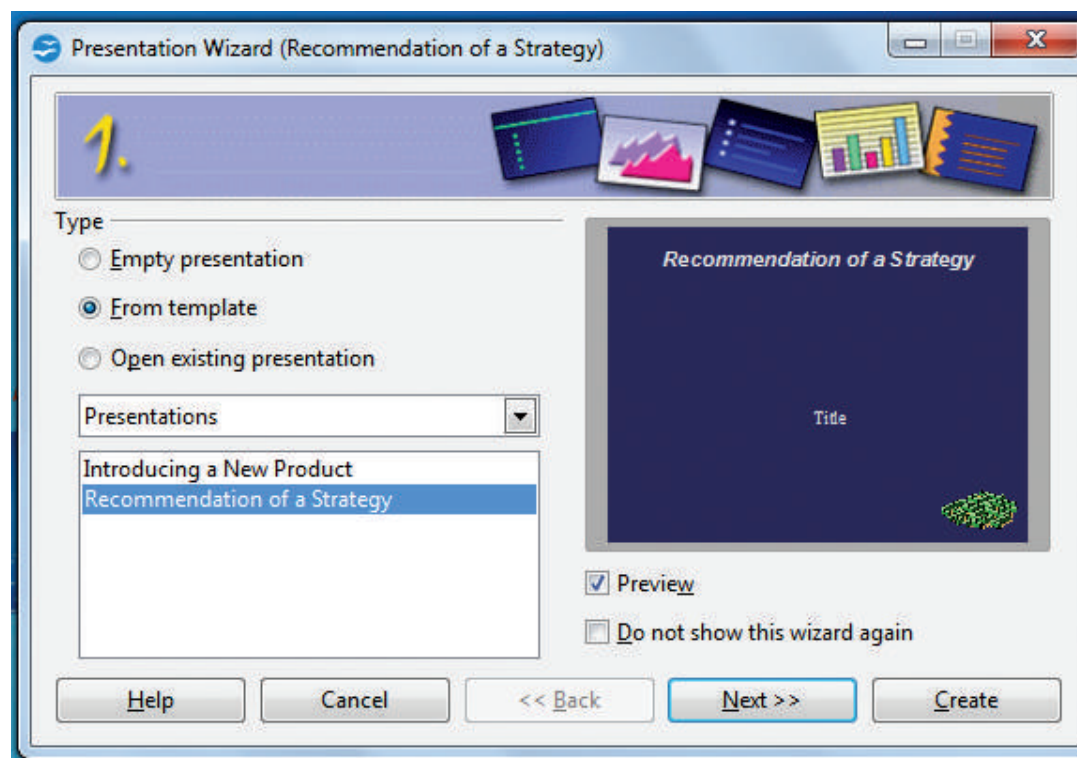 Presentation Wizard (Recommendation of a Strategy)
1.
Type
Empty presentation
From template
Open existing presentation
Presentations
Introducing a New Product
Recommendation of a Strategy
Recommendation of a Strategy
Title
Preview
Do not show this wizard again
Help
Cancel
<< Back
Next >>
Create